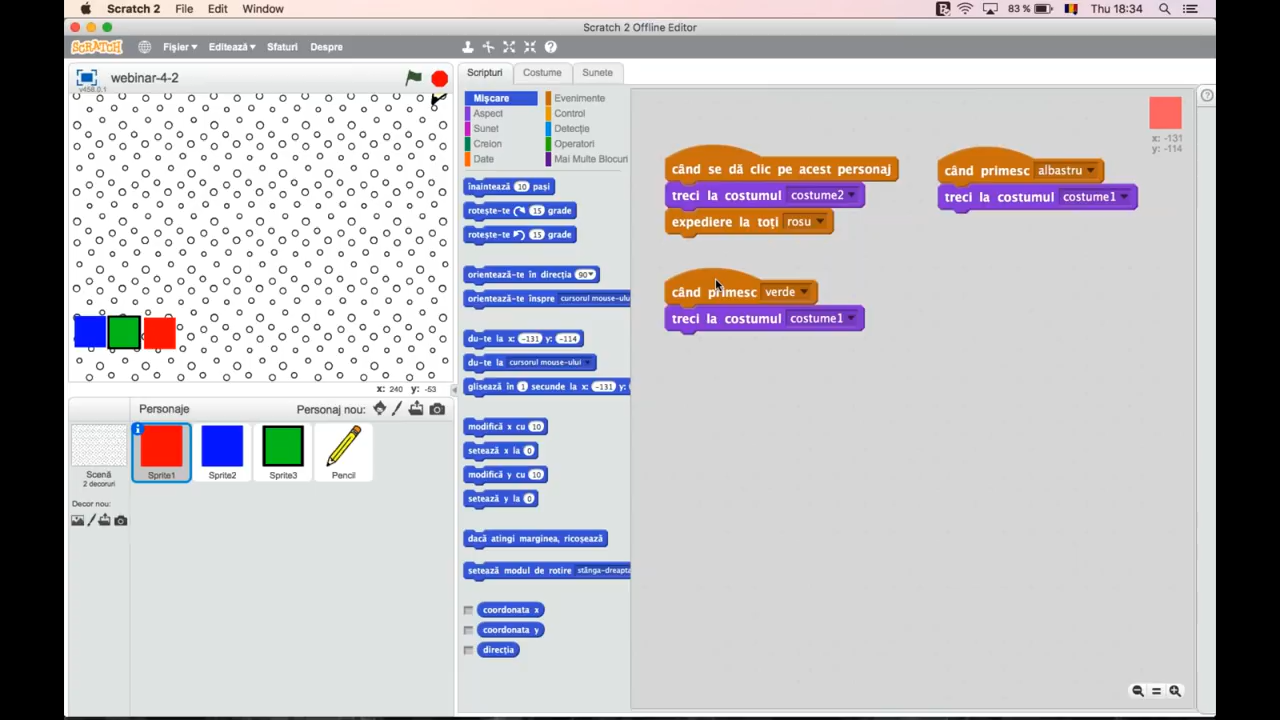 Scratch 2 File Edit Window
83 % Thu 18:34
Scratch 2 Offline Editor
SCRATCH Fișier Editează Sfaturi Despre
webinar-4-2
v456.0.1
x: 240 y: -53
Personaje Personaj nou:
Scenă
2 decoruri
Decor nou:
Sprite1 Sprite2 Sprite3 Pencil
Scripturi Costume Sunete
Mișcare Evenimente
Aspect Control
Sunet Detecție
Creion Operatori
Date Mai Multe Blocuri
înaintează 10 pași
rotește-te 15 grade
rotește-te 15 grade
orientează-te în direcția 90
orientează-te înspre cursorul mouse-ulu
du-te la x: -131 y: -114
du-te la cursorul mouse-ului
glisează în 1 secunde la x: -131 y:
modifică x cu 10
setează x la 0
modifică y cu 10
setează y la 0
dacă atingi marginea, ricoșează
setează modul de rotire stânga-dreapta
coordonata x
coordonata y
direcția
când se dă clic pe acest personaj
treci la costumul costume2
expediere la toți rosu
când primesc verde
treci la costumul costume1
când primesc albastru
treci la costumul costume1
x: -131
y: -114